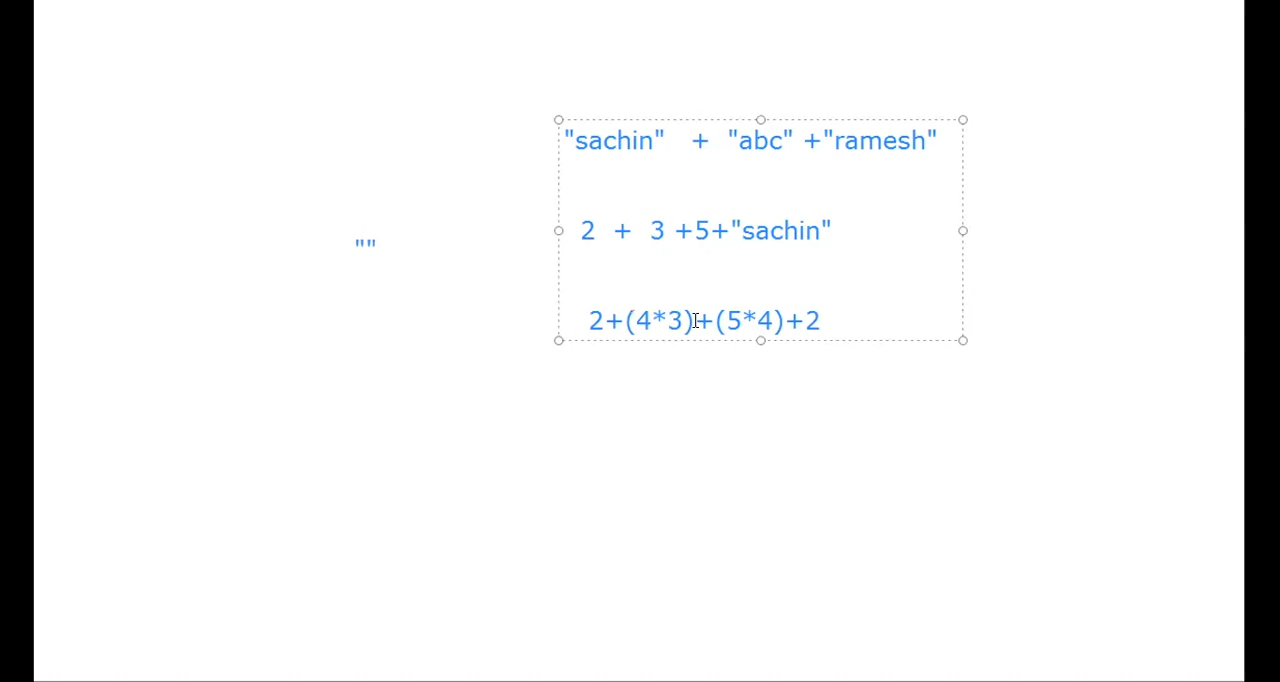 "sachin" + "abc" +"ramesh"
2 + 3 +5+"sachin"
""
2+(4*3)+(5*4)+2